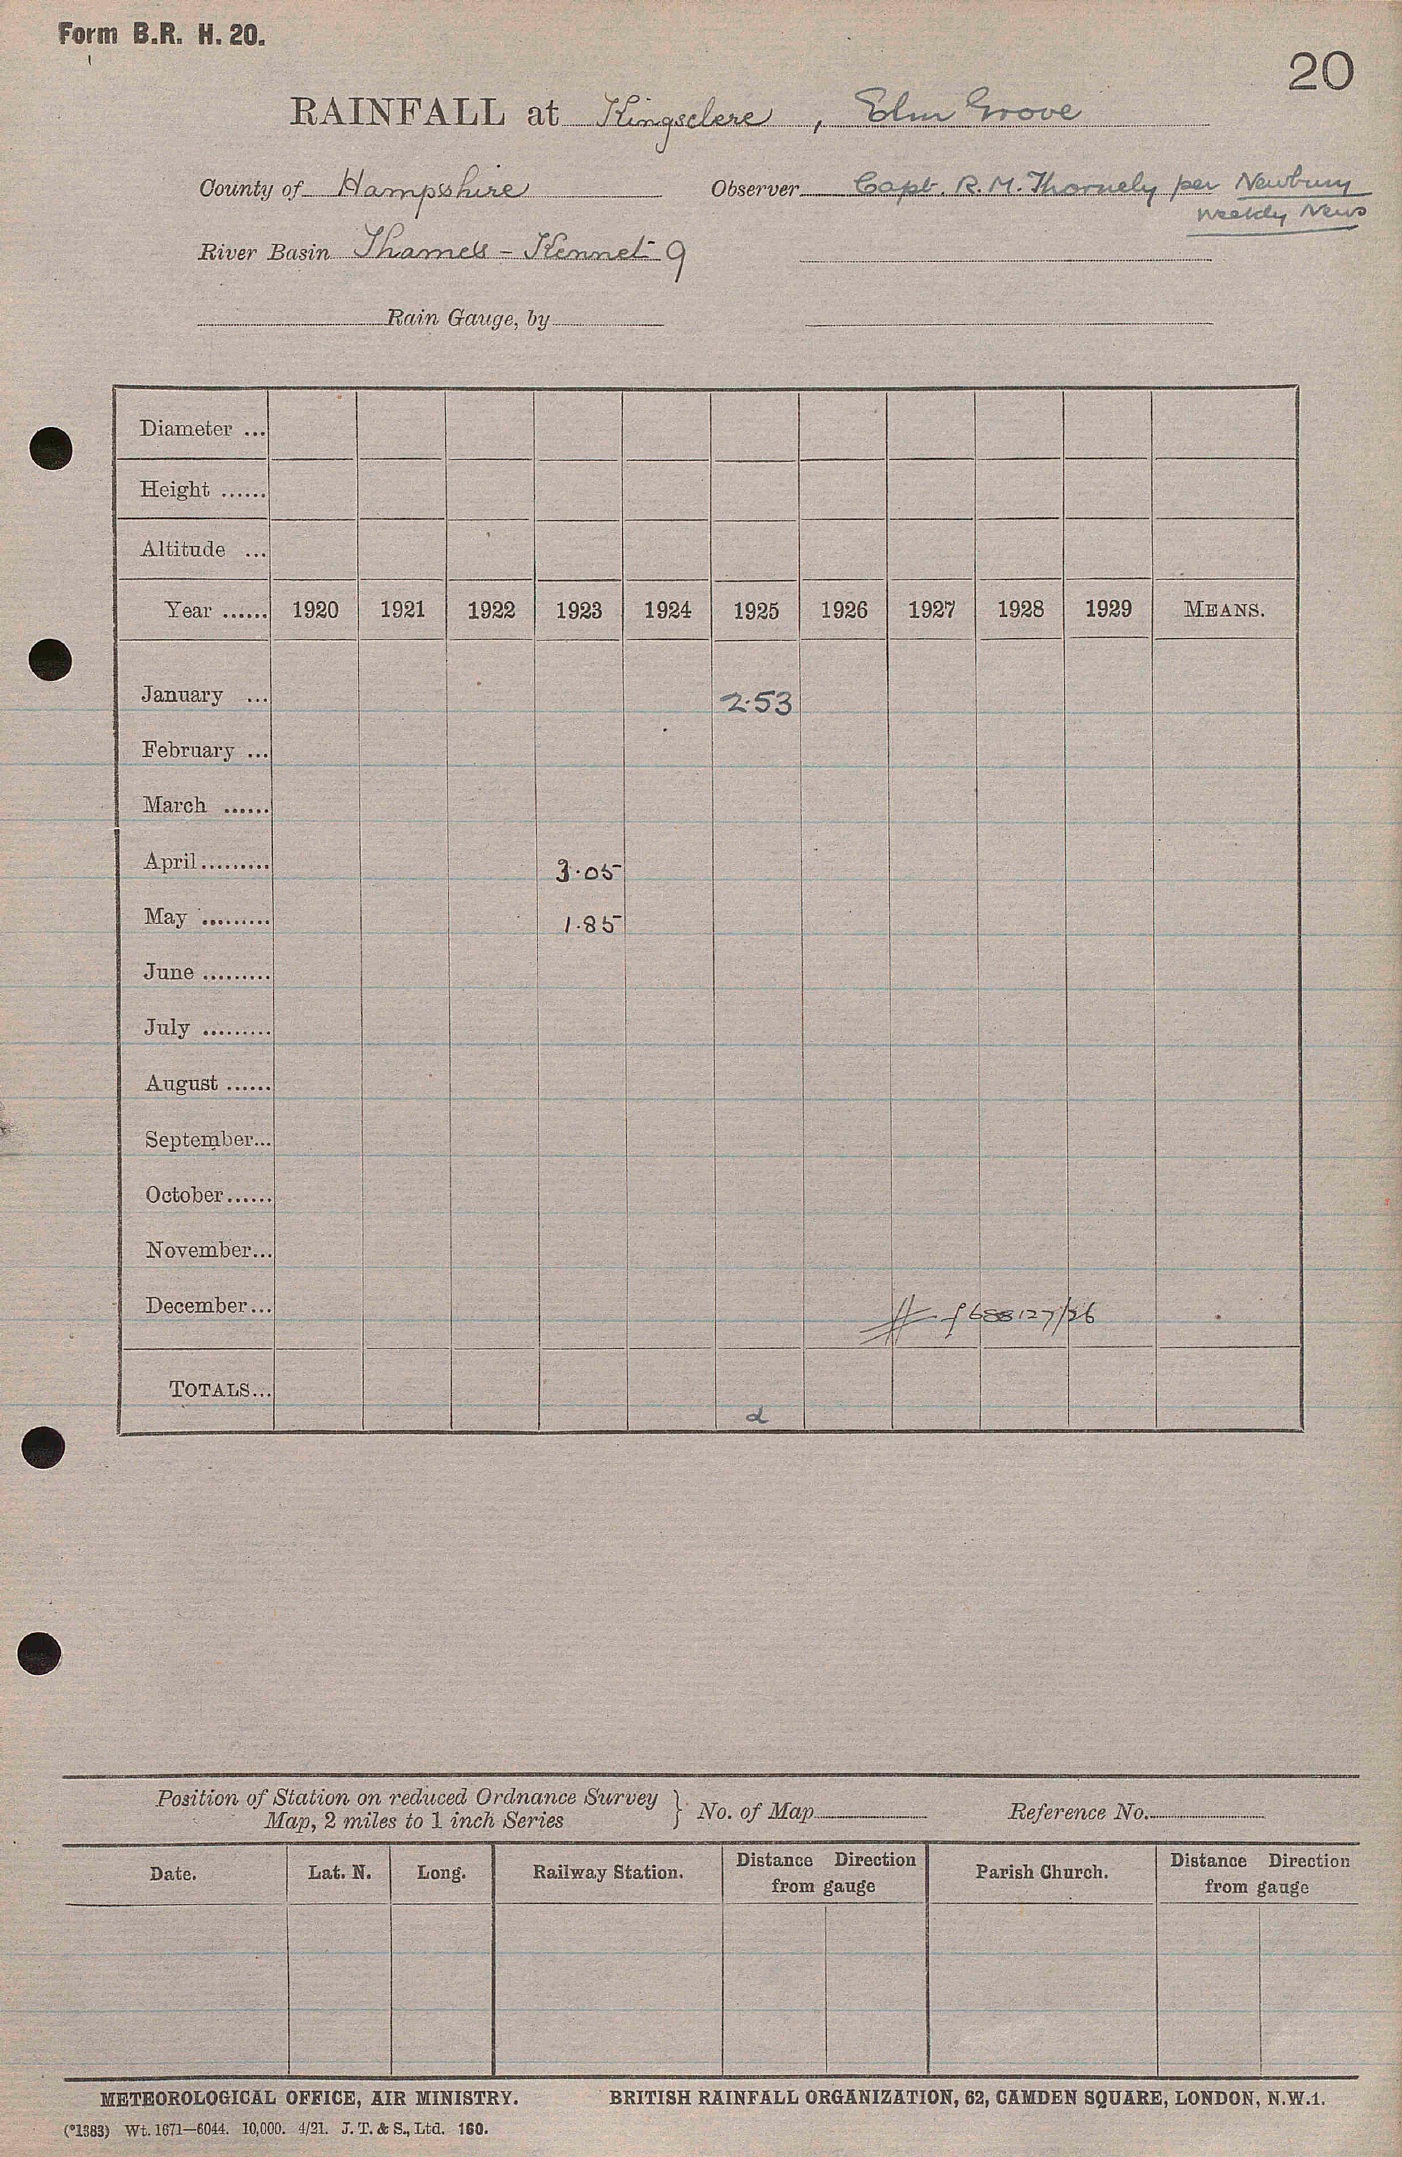 Form B.R. H. 20.
20
RAINFALL at Kingsclere, Elm Grove
County of Hampshire Observer Capt. R. M. Thornely per Newbury
Weekly News
River Basin Thames - Kennet 9
Rain Gauge, by
Diameter ...
Height ......
Altitude ...
Year ...... 1920 1921 1922 1923 1924 1925 1926 1927 1928 1929 MEANS.
January ... 2.53
February ...
March ......
April ......... 3.05
May ......... 1.85
June .........
July .........
August ......
September...
October......
November...
December...
TOTALS...
Position of Station on reduced Ordnance Survey
Map, 2 miles to 1 inch Series } No. of Map Reference No.
Date. Lat. N. Long. Railway Station. Distance Direction from gauge Parish Church. Distance Direction from gauge
METEOROLOGICAL OFFICE, AIR MINISTRY. BRITISH RAINFALL ORGANIZATION, 62, CAMDEN SQUARE, LONDON, N.W.1.
(*1383) Wt. 1671—6044. 10,000. 4/21. J. T. & S., Ltd. 160.